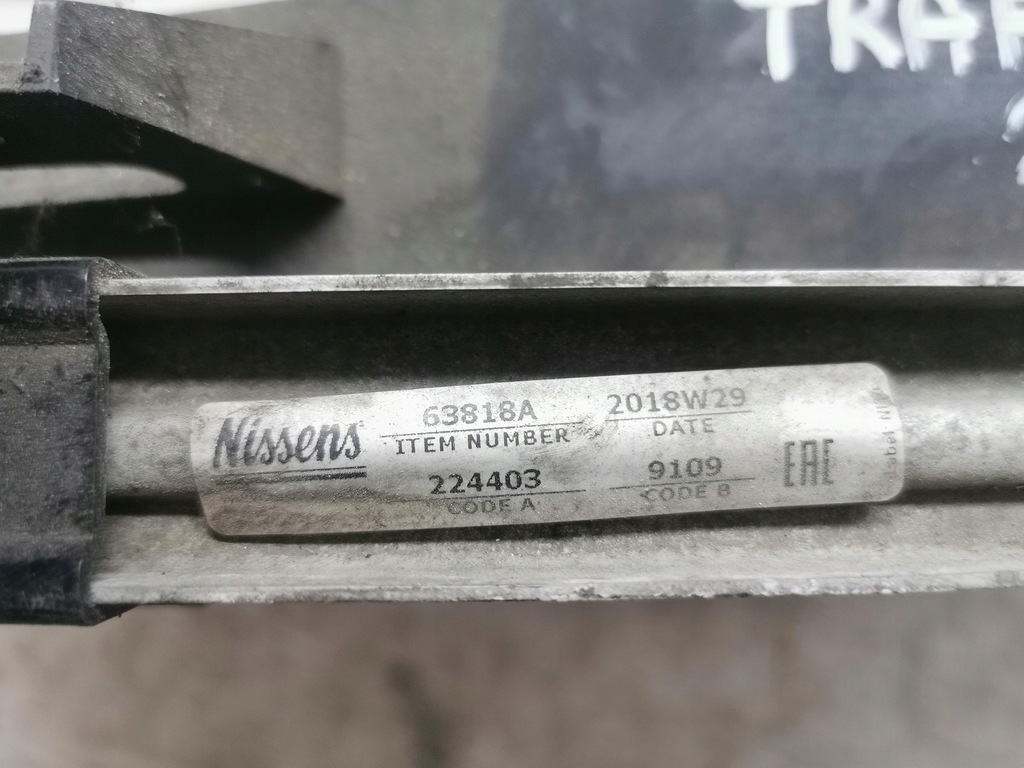 TRAF
Nissens
63818A
ITEM NUMBER
2018W29
DATE
224403
CODE A
9109
CODE B
EAC